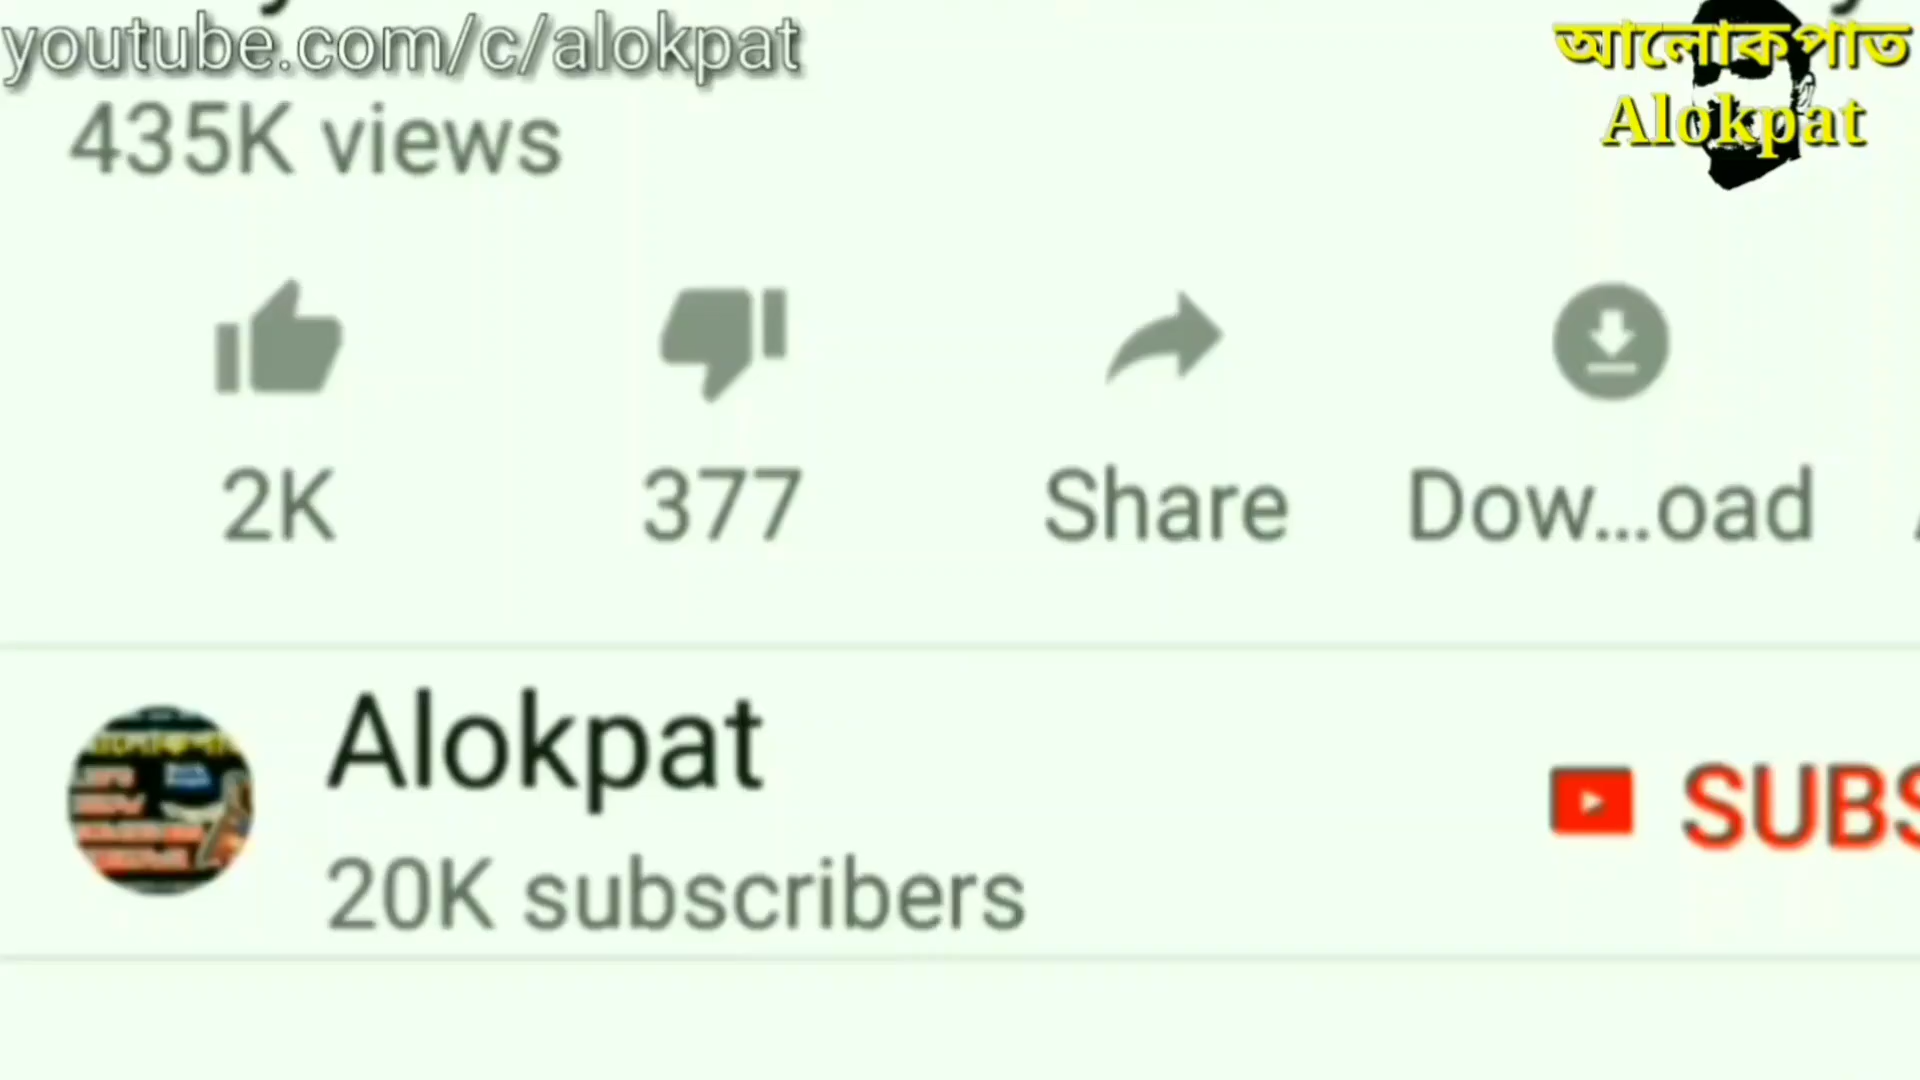 youtube.com/c/alokpat
আলোকপাত
Alokpat
435K views
2K
377
Share
Dow...oad
Alokpat
20K subscribers
SUBS